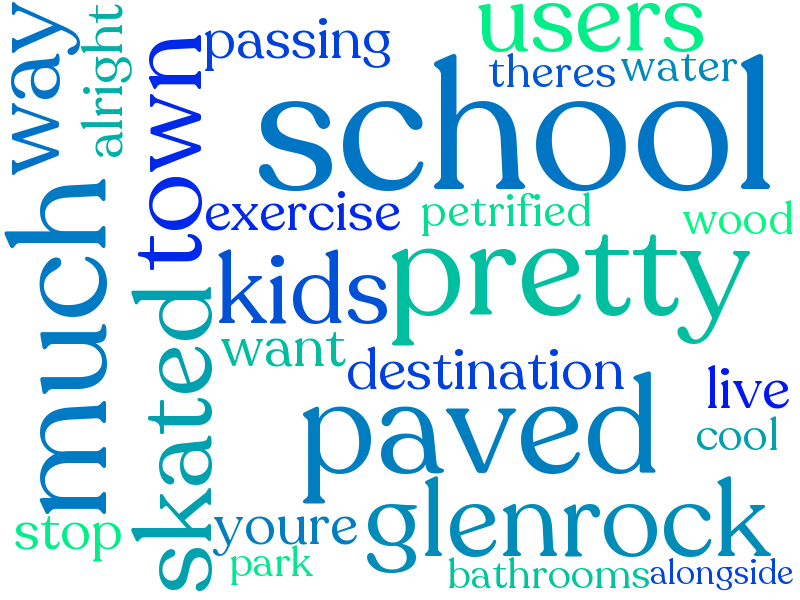 way
alright
passing
users
theres
water
town
school
much
exercise
petrified
wood
kids
pretty
skated
want
destination
live
paved
cool
glenrock
stop
youre
park
bathrooms
alongside